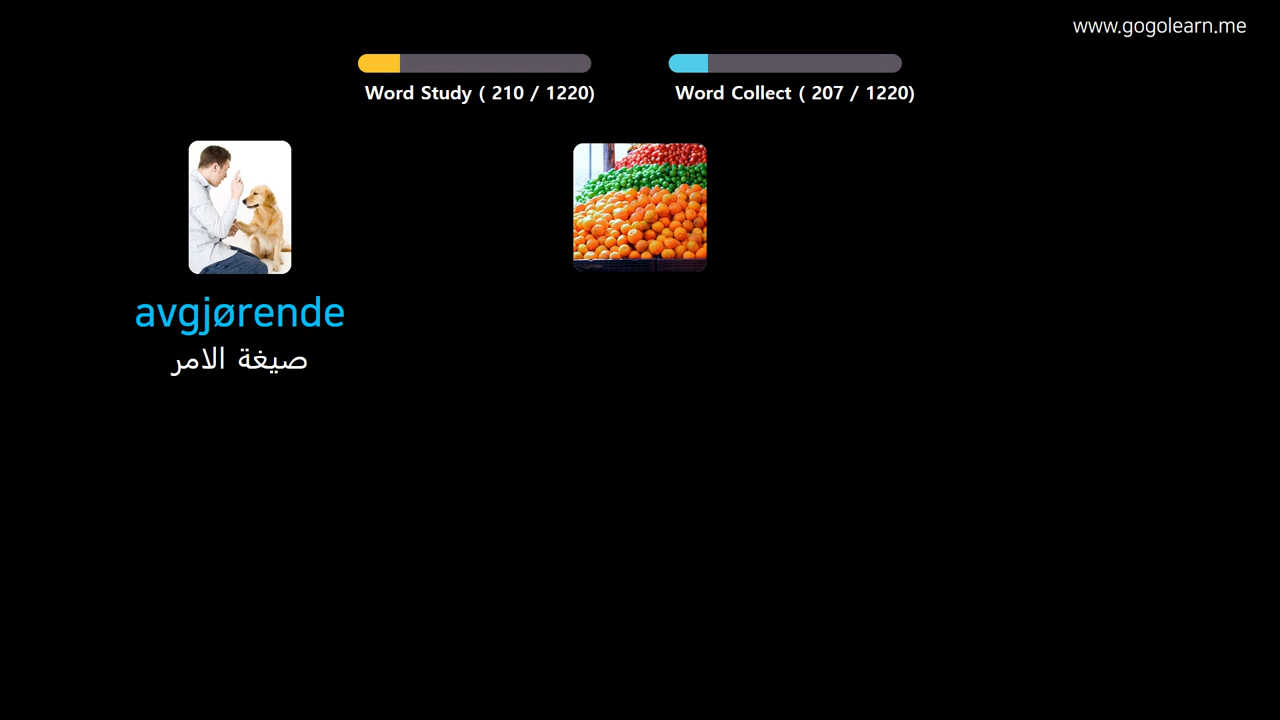 www.gogolearn.me
Word Study ( 210 / 1220)
Word Collect ( 207 / 1220)
avgjørende
صيغة الامر